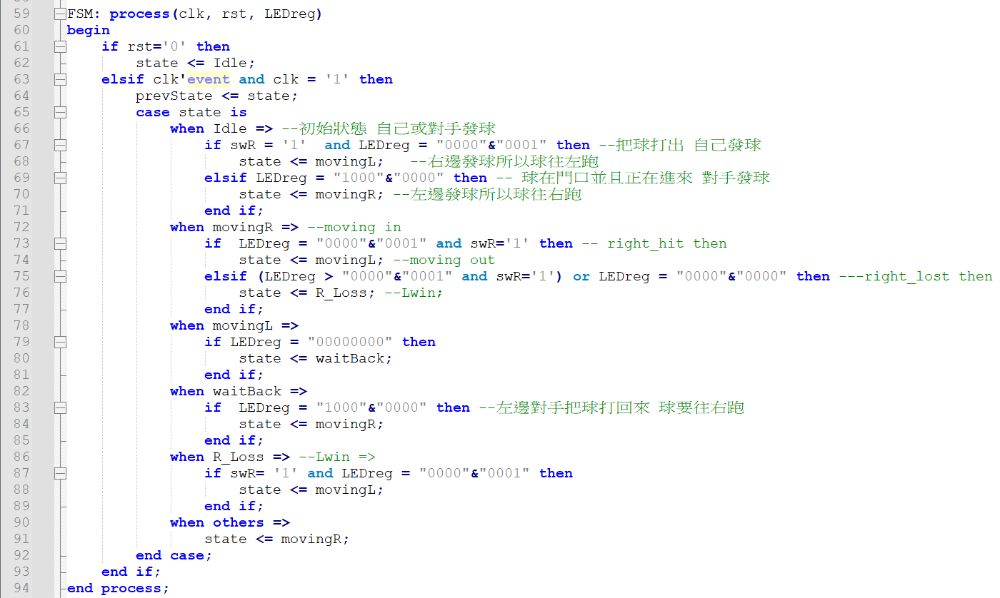 59 FSM: process(clk, rst, LEDreg)
60 begin
61     if rst='0' then
62         state <= Idle;
63     elsif clk'event and clk = '1' then
64         prevState <= state;
65         case state is
66             when Idle => --初始狀態 自己或對手發球
67                 if swR = '1'  and LEDreg = "0000"&"0001" then --把球打出 自己發球
68                     state <= movingL;   --右邊發球所以球往左跑
69                 elsif LEDreg = "1000"&"0000" then -- 球在門口並且正在進來 對手發球
70                     state <= movingR; --左邊發球所以球往右跑
71                 end if;
72             when movingR => --moving in
73                 if  LEDreg = "0000"&"0001" and swR='1' then -- right_hit then
74                     state <= movingL; --moving out
75                 elsif (LEDreg > "0000"&"0001" and swR='1') or LEDreg = "0000"&"0000" then ---right_lost then
76                     state <= R_Loss; --Lwin;
77                 end if;
78             when movingL =>
79                 if LEDreg = "00000000" then
80                     state <= waitBack;
81                 end if;
82             when waitBack =>
83                 if  LEDreg = "1000"&"0000" then --左邊對手把球打回來 球要往右跑
84                     state <= movingR;
85                 end if;
86             when R_Loss => --Lwin =>
87                 if swR= '1' and LEDreg = "0000"&"0001" then
88                     state <= movingL;
89                 end if;
90             when others =>
91                 state <= movingR;
92         end case;
93     end if;
94 end process;